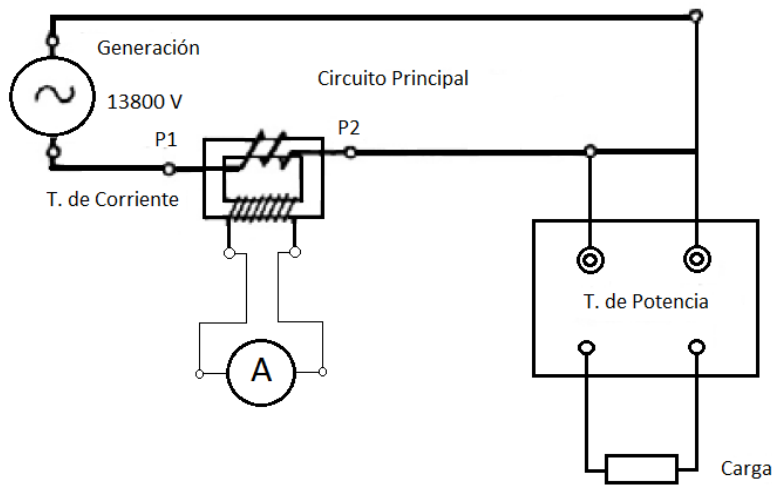 Generación
13800 V
Circuito Principal
P1
P2
T. de Corriente
T. de Potencia
A
Carga